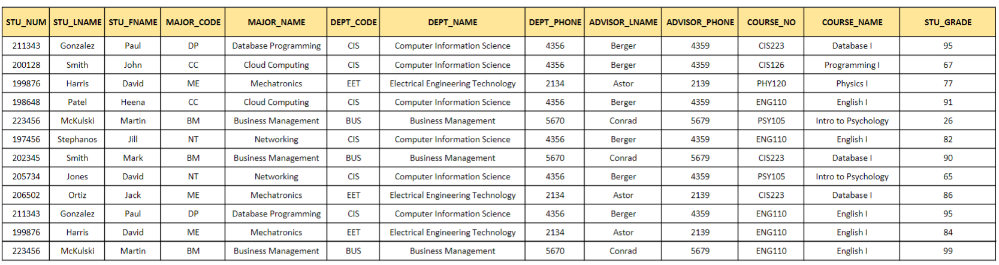 STU_NUM STU_LNAME STU_FNAME MAJOR_CODE MAJOR_NAME DEPT_CODE DEPT_NAME DEPT_PHONE ADVISOR_LNAME ADVISOR_PHONE COURSE_NO COURSE_NAME STU_GRADE
211343 Gonzalez Paul DP Database Programming CIS Computer Information Science 4356 Berger 4359 CIS223 Database I 95
200128 Smith John CC Cloud Computing CIS Computer Information Science 4356 Berger 4359 CIS126 Programming I 67
199876 Harris David ME Mechatronics EET Electrical Engineering Technology 2134 Astor 2139 PHY120 Physics I 77
198648 Patel Heena CC Cloud Computing CIS Computer Information Science 4356 Berger 4359 ENG110 English I 91
223456 McKulski Martin BM Business Management BUS Business Management 5670 Conrad 5679 PSY105 Intro to Psychology 26
197456 Stephanos Jill NT Networking CIS Computer Information Science 4356 Berger 4359 ENG110 English I 82
202345 Smith Mark BM Business Management BUS Business Management 5670 Conrad 5679 CIS223 Database I 90
205734 Jones David NT Networking CIS Computer Information Science 4356 Berger 4359 PSY105 Intro to Psychology 65
206502 Ortiz Jack ME Mechatronics EET Electrical Engineering Technology 2134 Astor 2139 CIS223 Database I 86
211343 Gonzalez Paul DP Database Programming CIS Computer Information Science 4356 Berger 4359 ENG110 English I 95
199876 Harris David ME Mechatronics EET Electrical Engineering Technology 2134 Astor 2139 ENG110 English I 84
223456 McKulski Martin BM Business Management BUS Business Management 5670 Conrad 5679 ENG110 English I 99